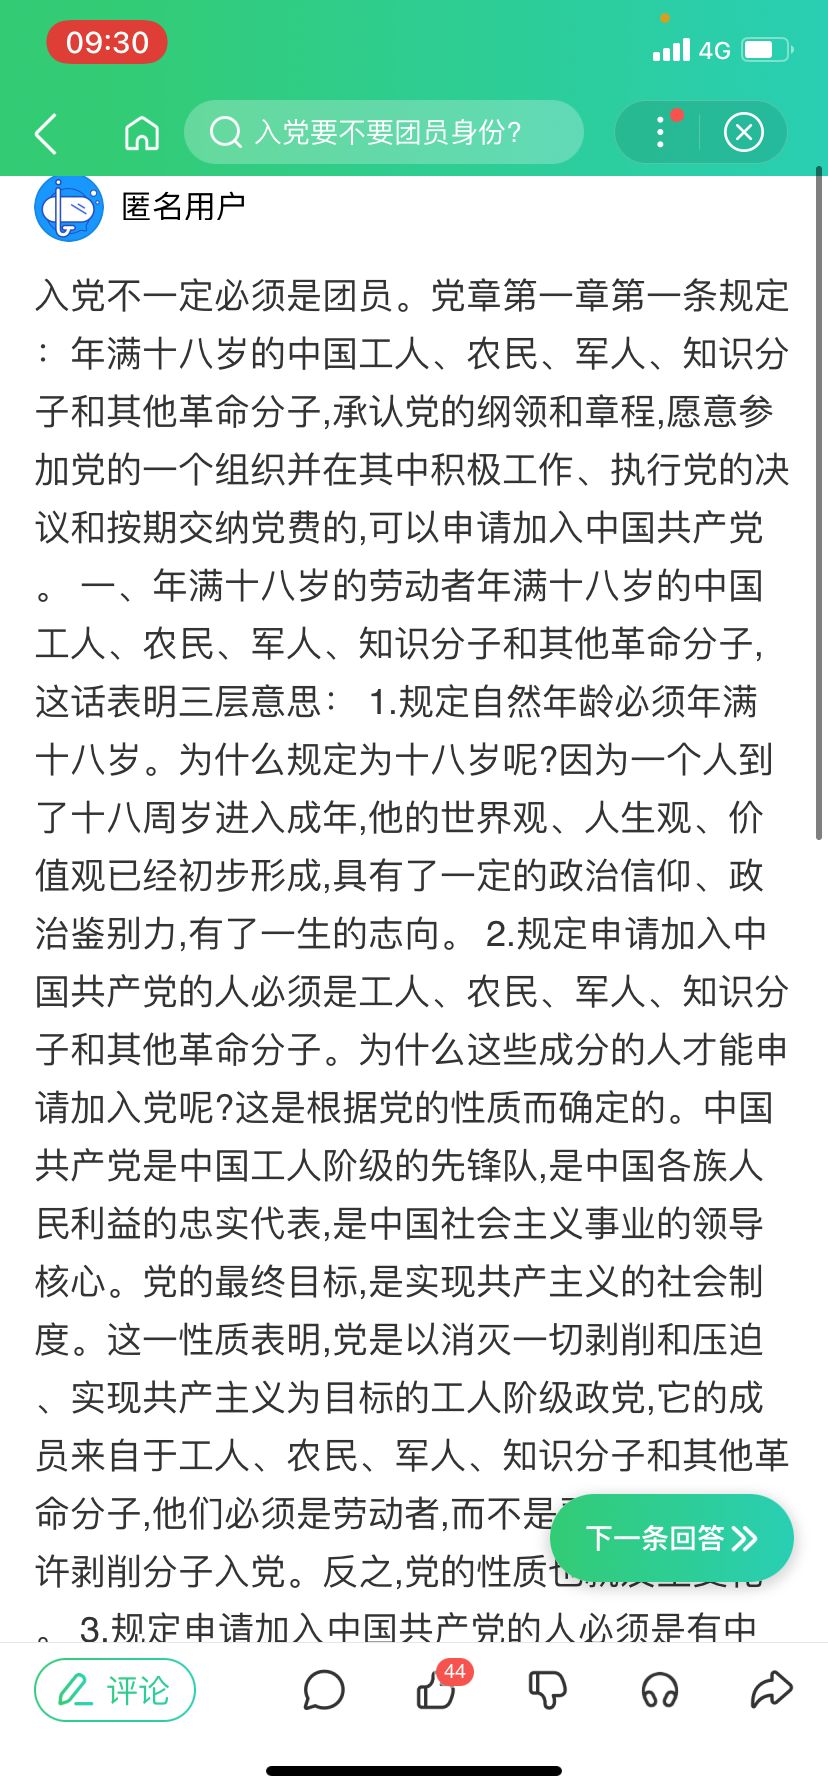 09:30
4G
入党要不要团员身份?
匿名用户
入党不一定必须是团员。党章第一章第一条规定
：年满十八岁的中国工人、农民、军人、知识分
子和其他革命分子,承认党的纲领和章程,愿意参
加党的一个组织并在其中积极工作、执行党的决
议和按期交纳党费的,可以申请加入中国共产党
。 一、年满十八岁的劳动者年满十八岁的中国
工人、农民、军人、知识分子和其他革命分子,
这话表明三层意思： 1.规定自然年龄必须年满
十八岁。为什么规定为十八岁呢?因为一个人到
了十八周岁进入成年,他的世界观、人生观、价
值观已经初步形成,具有了一定的政治信仰、政
治鉴别力,有了一生的志向。 2.规定申请加入中
国共产党的人必须是工人、农民、军人、知识分
子和其他革命分子。为什么这些成分的人才能申
请加入党呢?这是根据党的性质而确定的。中国
共产党是中国工人阶级的先锋队,是中国各族人
民利益的忠实代表,是中国社会主义事业的领导
核心。党的最终目标,是实现共产主义的社会制
度。这一性质表明,党是以消灭一切剥削和压迫
、实现共产主义为目标的工人阶级政党,它的成
员来自于工人、农民、军人、知识分子和其他革
命分子,他们必须是劳动者,而不是
下一条回答
许剥削分子入党。反之,党的性质
。 3.规定申请加入中国共产党的人必须是有中
评论
44